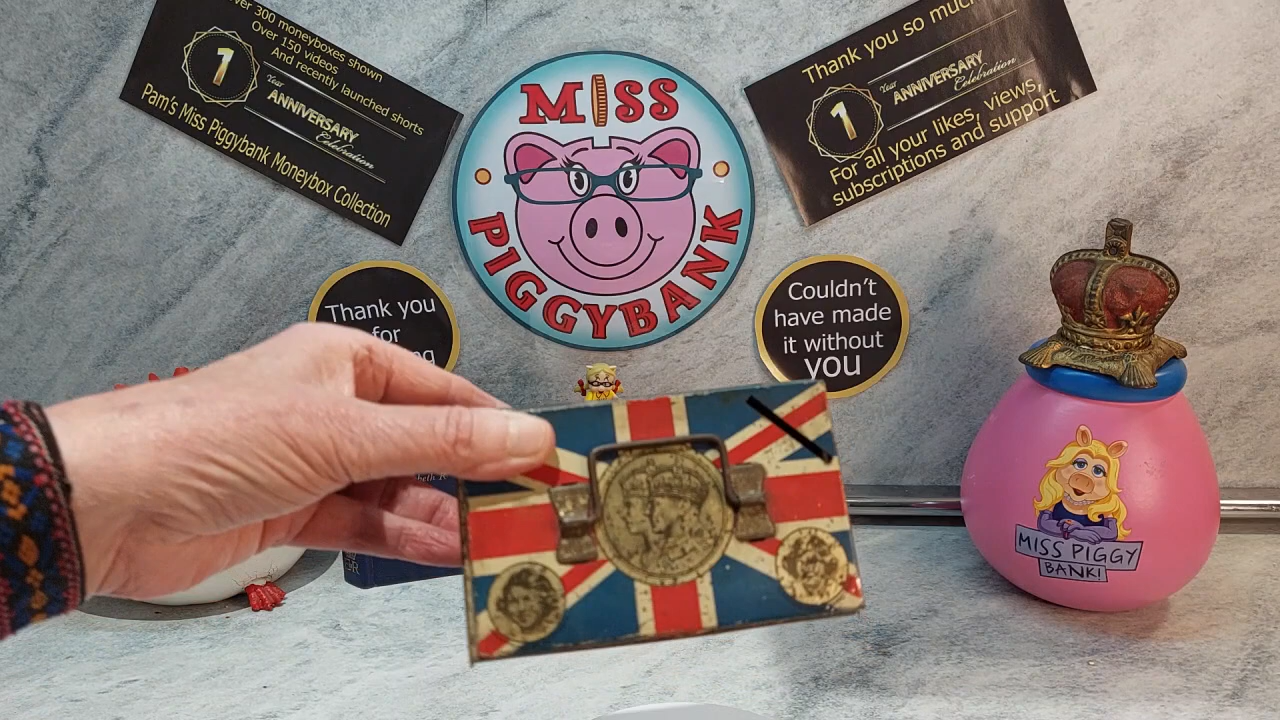 Over 300 moneyboxes shown
Over 150 videos
And recently launched shorts
1
Year
ANNIVERSARY
Celebration
Pam's Miss Piggybank Moneybox Collection
MISS
PIGGYBANK
Thank you so much
1
Year
ANNIVERSARY
Celebration
For all your likes, views,
subscriptions and support
Thank you
for
Couldn't
have made
it without
you
MISS PIGGY
BANK!